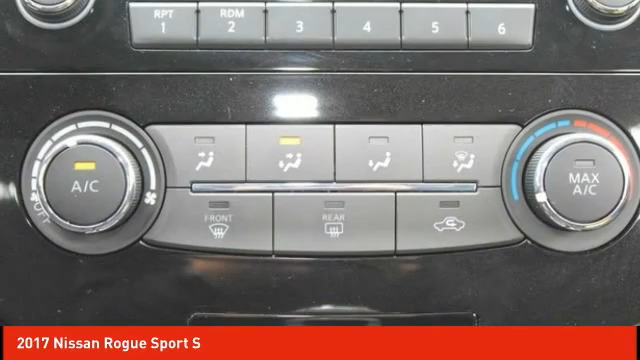 RPT
1
RDM
2
3
4
5
6
A/C
OFF
MAX
A/C
FRONT
REAR
2017 Nissan Rogue Sport S